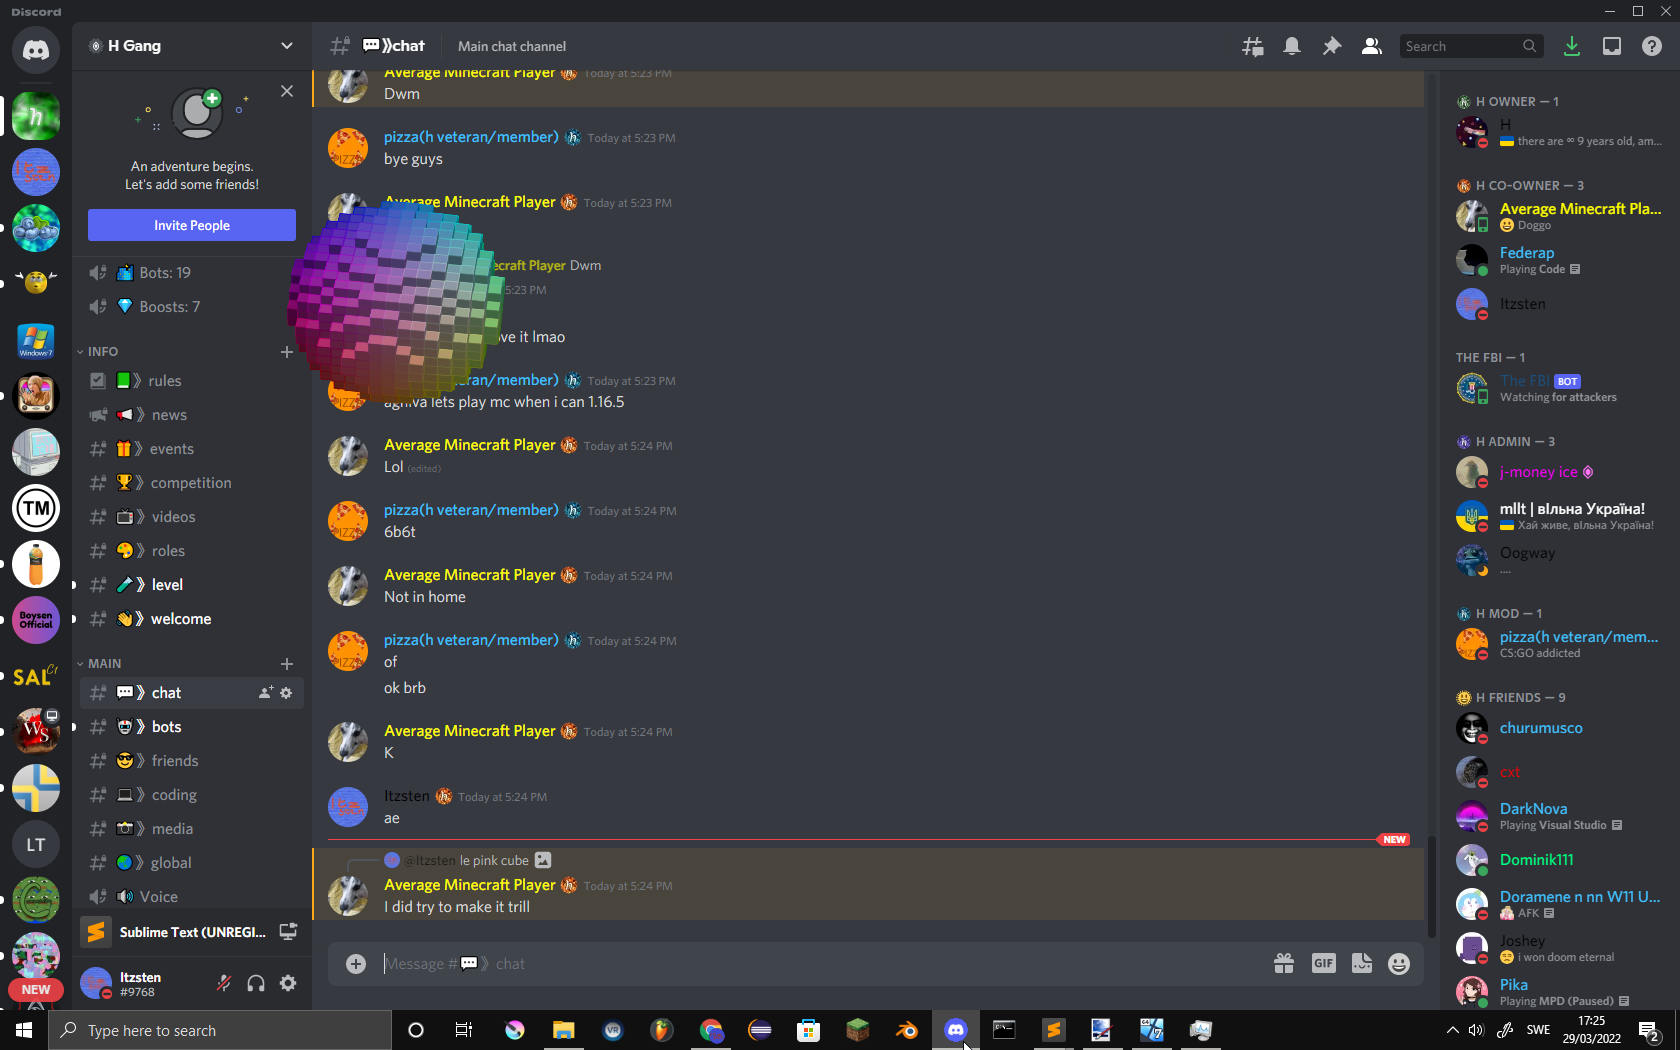 Discord
H Gang
An adventure begins.
Let's add some friends!
Invite People
Bots: 19
Boosts: 7
INFO
rules
news
events
competition
videos
roles
level
welcome
MAIN
chat
bots
friends
coding
media
global
Voice
Sublime Text (UNREGI...
Itzsten
#9768
Windows 7
TM
Boysen
Official
SAL
WS
LT
NEW
chat
Main chat channel
Search
Average Minecraft Player Today at 5:23 PM
Dwm
pizza(h veteran/member) Today at 5:23 PM
bye guys
Average Minecraft Player Today at 5:23 PM
ecraft Player Dwm
5:23 PM
ove it lmao
ran/member) Today at 5:23 PM
lets play mc when i can 1.16.5
Average Minecraft Player Today at 5:24 PM
Lol (edited)
pizza(h veteran/member) Today at 5:24 PM
6b6t
Average Minecraft Player Today at 5:24 PM
Not in home
pizza(h veteran/member) Today at 5:24 PM
of
ok brb
Average Minecraft Player Today at 5:24 PM
K
Itzsten Today at 5:24 PM
ae
NEW
@Itzsten le pink cube
Average Minecraft Player Today at 5:24 PM
I did try to make it trill
Message # chat
GIF
H OWNER — 1
H
there are ∞ 9 years old, am...
H CO-OWNER — 3
Average Minecraft Pla...
Doggo
Federap
Playing Code
Itzsten
THE FBI — 1
The FBI BOT
Watching for attackers
H ADMIN — 3
j-money ice
mllt | вільна Україна!
Хай живе, вільна Україна!
Oogway
....
H MOD — 1
pizza(h veteran/mem...
CS:GO addicted
H FRIENDS — 9
churumusco
cxt
DarkNova
Playing Visual Studio
Dominik111
Doramene n nn W11 U...
AFK
Joshey
i won doom eternal
Pika
Playing MPD (Paused)
Type here to search
VR
SWE
17:25
29/03/2022
2